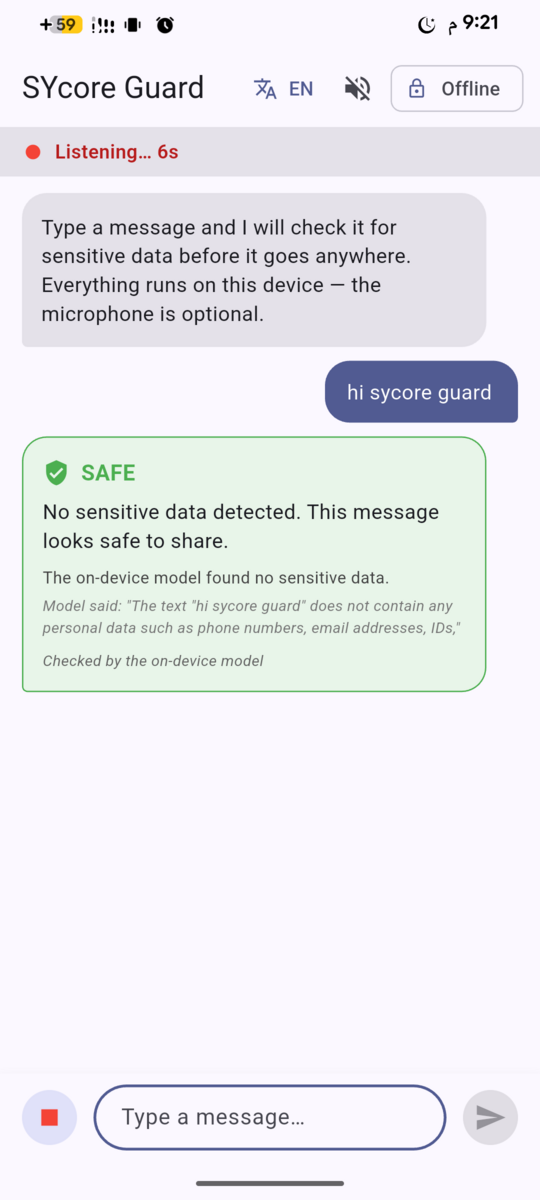 +59 م 9:21
SYcore Guard EN Offline
Listening… 6s
Type a message and I will check it for
sensitive data before it goes anywhere.
Everything runs on this device — the
microphone is optional.
hi sycore guard
SAFE
No sensitive data detected. This message
looks safe to share.
The on-device model found no sensitive data.
Model said: "The text "hi sycore guard" does not contain any
personal data such as phone numbers, email addresses, IDs,"
Checked by the on-device model
Type a message…